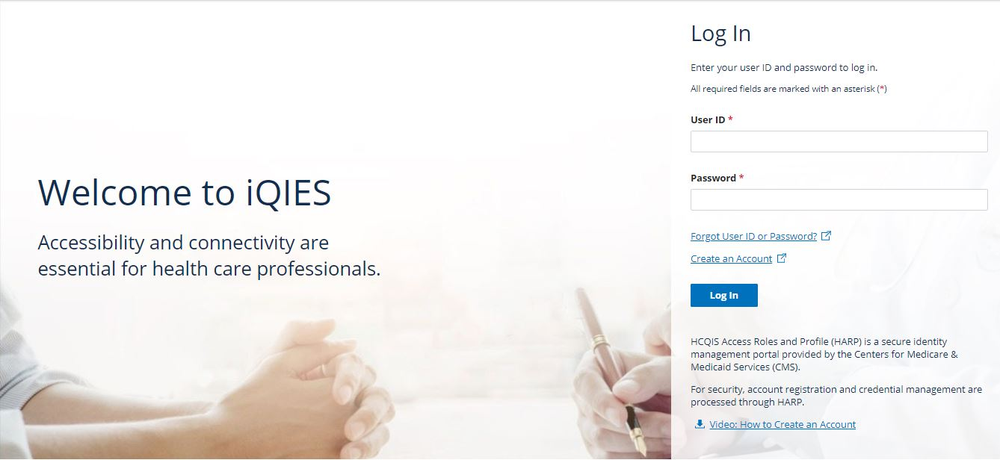 Welcome to iQIES
Accessibility and connectivity are
essential for health care professionals.
Log In
Enter your user ID and password to log in.
All required fields are marked with an asterisk (*)
User ID *
Password *
Forgot User ID or Password?
Create an Account
Log In
HCQIS Access Roles and Profile (HARP) is a secure identity
management portal provided by the Centers for Medicare &
Medicaid Services (CMS).
For security, account registration and credential management are
processed through HARP.
Video: How to Create an Account